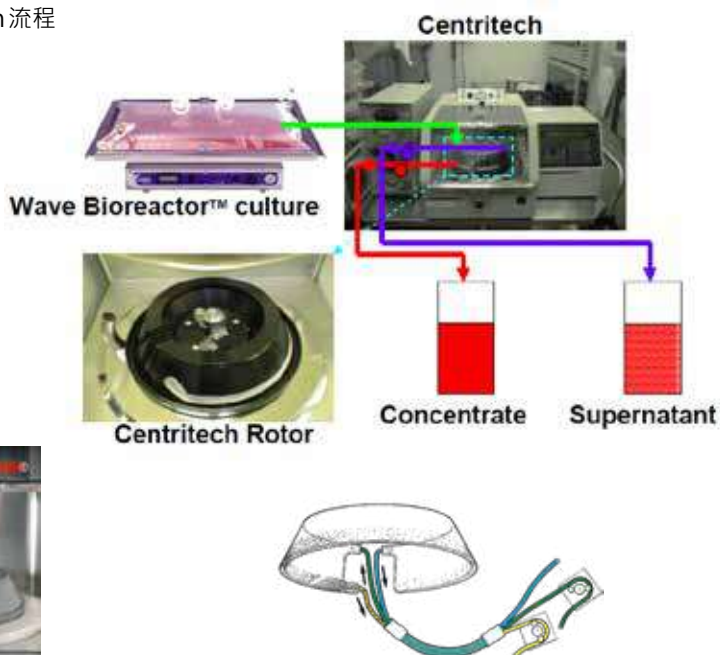 流程
Centritech
Wave Bioreactor™ culture
Concentrate
Supernatant
Centritech Rotor